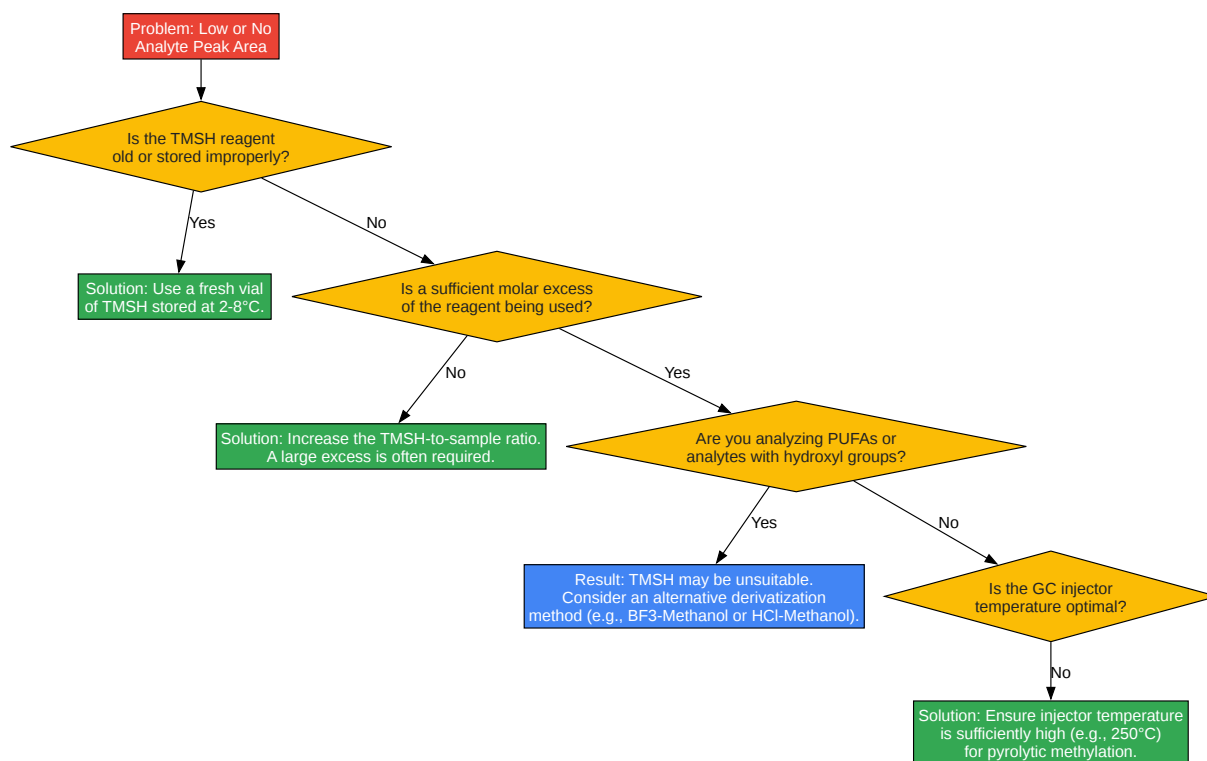 Problem: Low or No
Analyte Peak Area
Is the TMSH reagent
old or stored improperly?
Yes
No
Solution: Use a fresh vial
of TMSH stored at 2-8°C.
Is a sufficient molar excess
of the reagent being used?
No
Yes
Solution: Increase the TMSH-to-sample ratio.
A large excess is often required.
Are you analyzing PUFAs or
analytes with hydroxyl groups?
Yes
No
Result: TMSH may be unsuitable.
Consider an alternative derivatization
method (e.g., BF3-Methanol or HCl-Methanol).
Is the GC injector
temperature optimal?
No
Solution: Ensure injector temperature
is sufficiently high (e.g., 250°C)
for pyrolytic methylation.